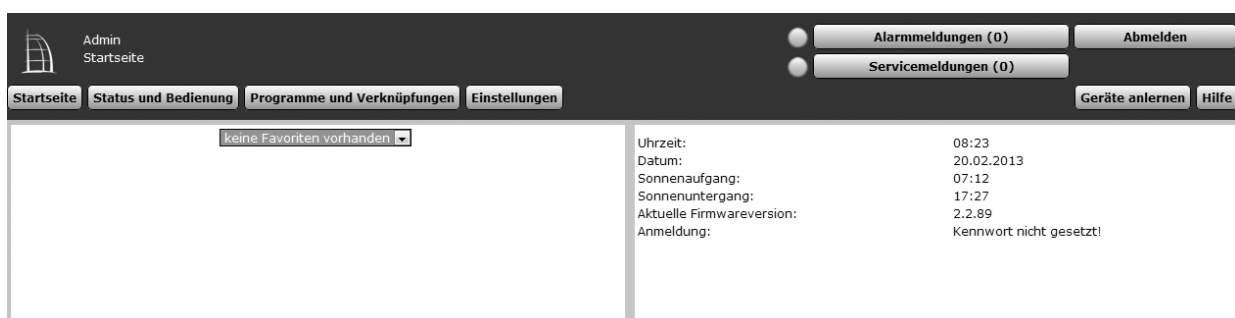 Admin
Startseite
Alarmmeldungen (0)
Abmelden
Servicemeldungen (0)
Startseite
Status und Bedienung
Programme und Verknüpfungen
Einstellungen
Geräte anlernen
Hilfe
keine Favoriten vorhanden
Uhrzeit: 08:23
Datum: 20.02.2013
Sonnenaufgang: 07:12
Sonnenuntergang: 17:27
Aktuelle Firmwareversion: 2.2.89
Anmeldung: Kennwort nicht gesetzt!